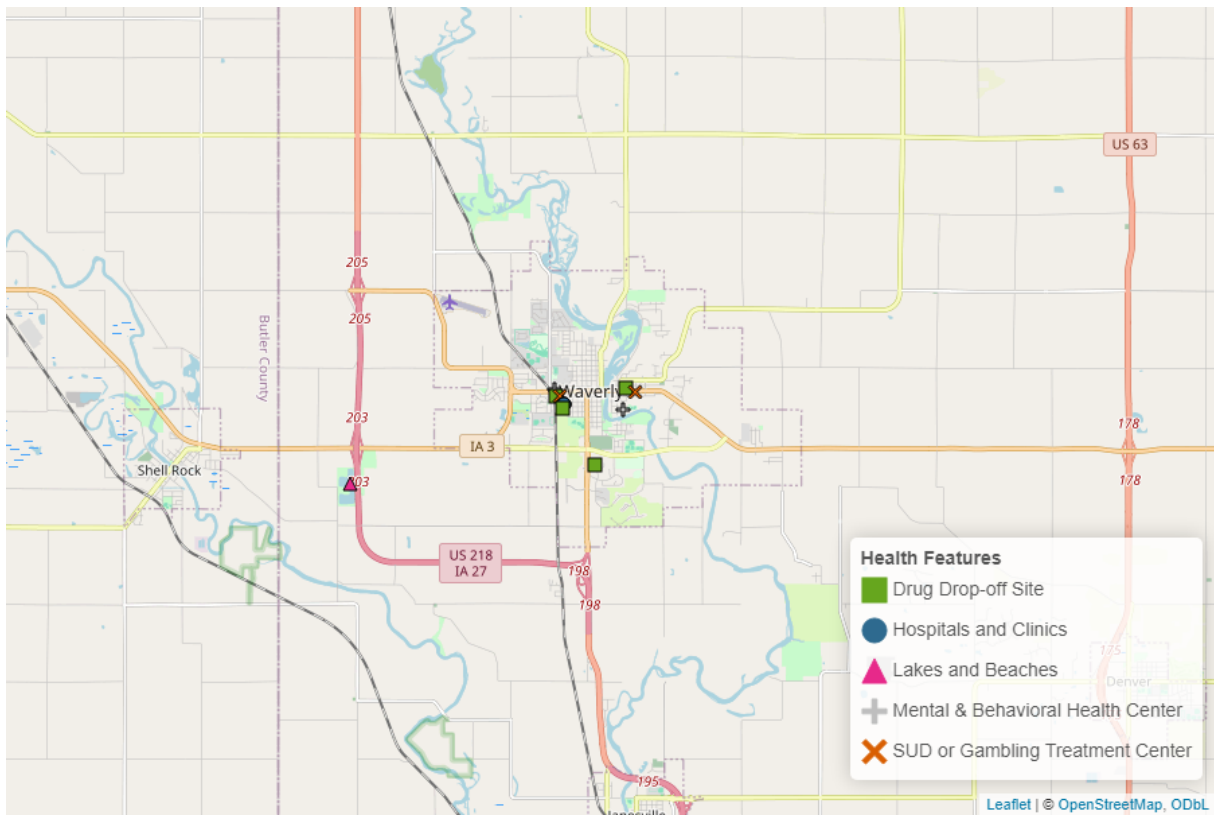 US 63
205
205
Butler County
Waverly
203
178
IA 3
Shell Rock
178
203
US 218
IA 27
198
198
175
Denver
195
Janesville
Health Features
Drug Drop-off Site
Hospitals and Clinics
Lakes and Beaches
Mental & Behavioral Health Center
SUD or Gambling Treatment Center
Leaflet | © OpenStreetMap, ODbL